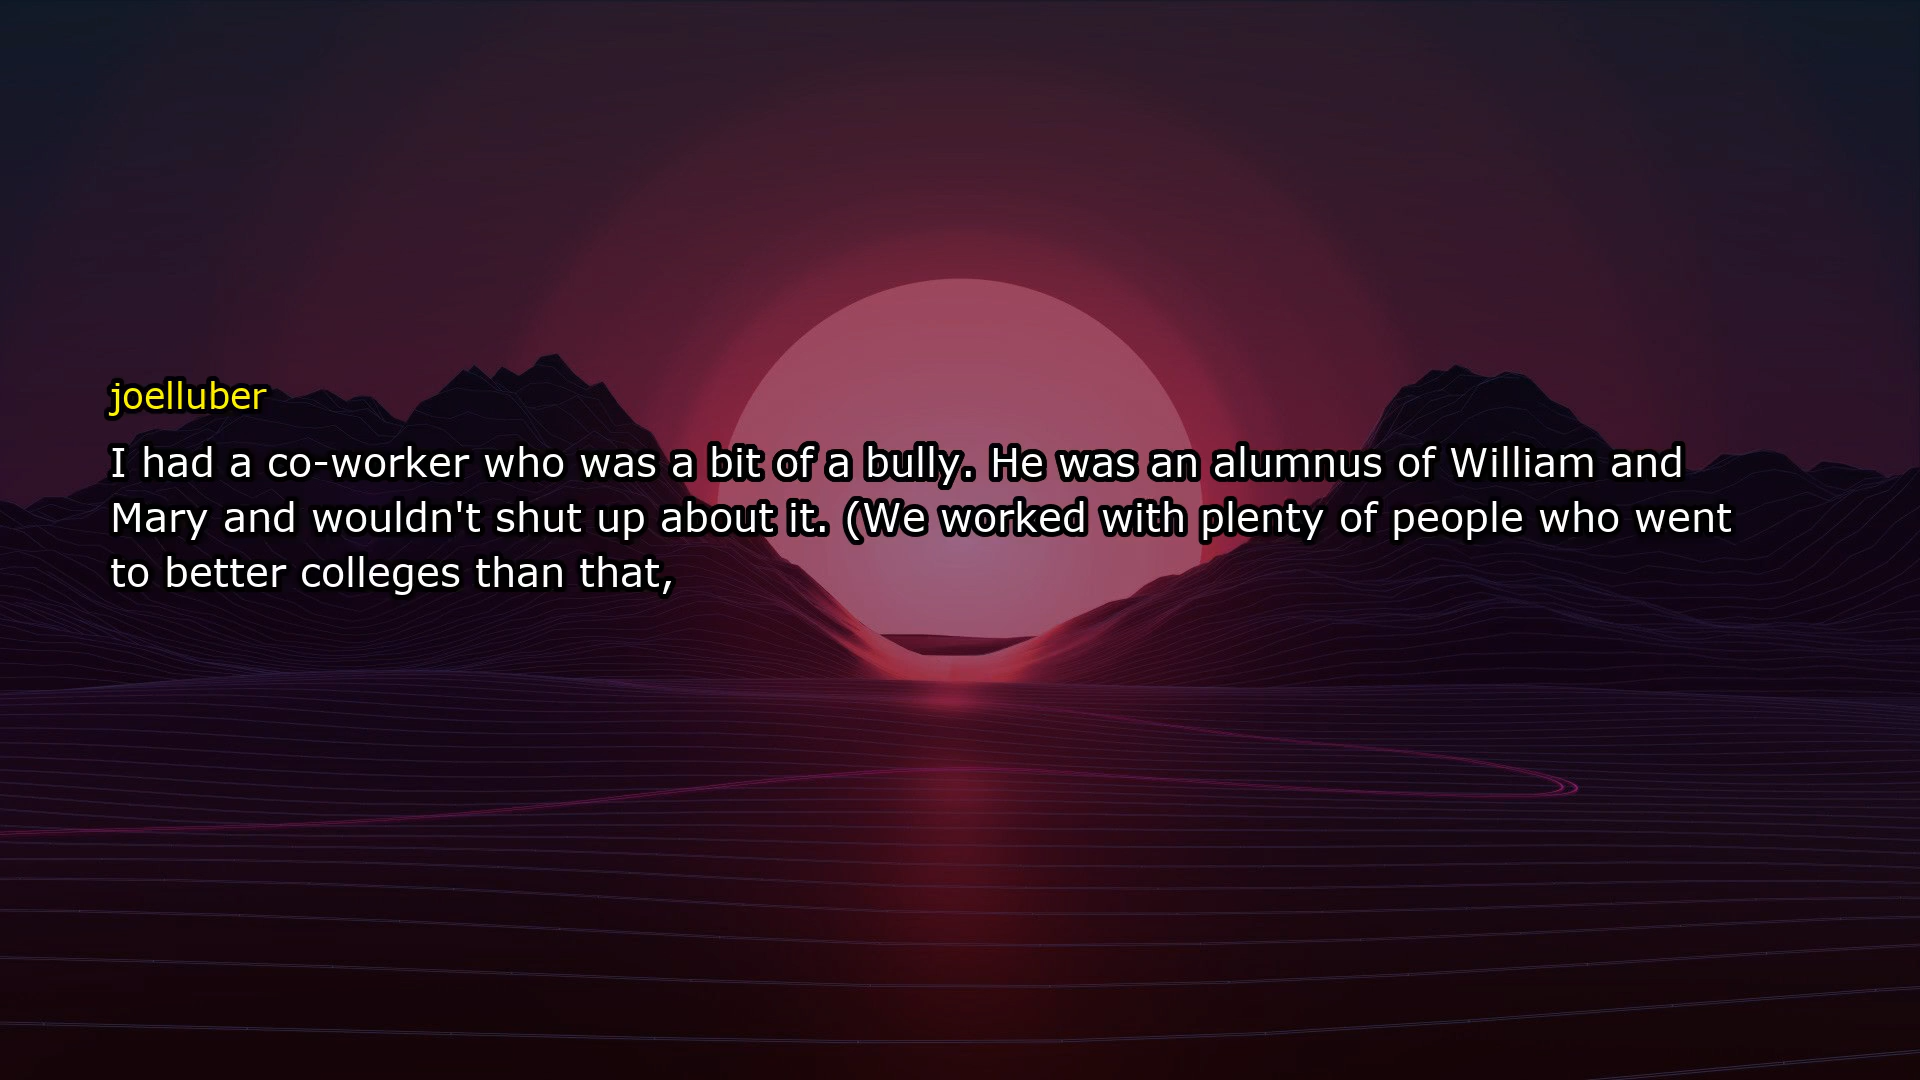 joelluber
I had a co-worker who was a bit of a bully. He was an alumnus of William and
Mary and wouldn't shut up about it. (We worked with plenty of people who went
to better colleges than that,